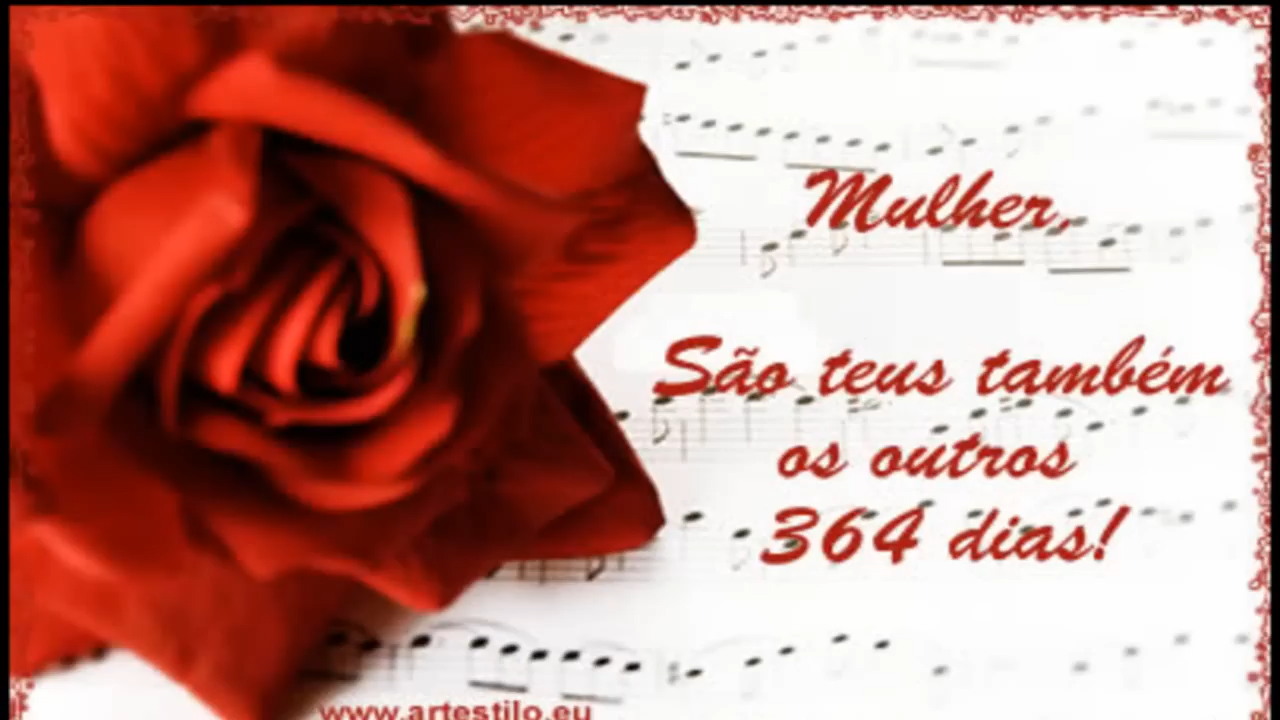 Mulher,
São teus também
os outros
364 dias!
www.artestilo.eu